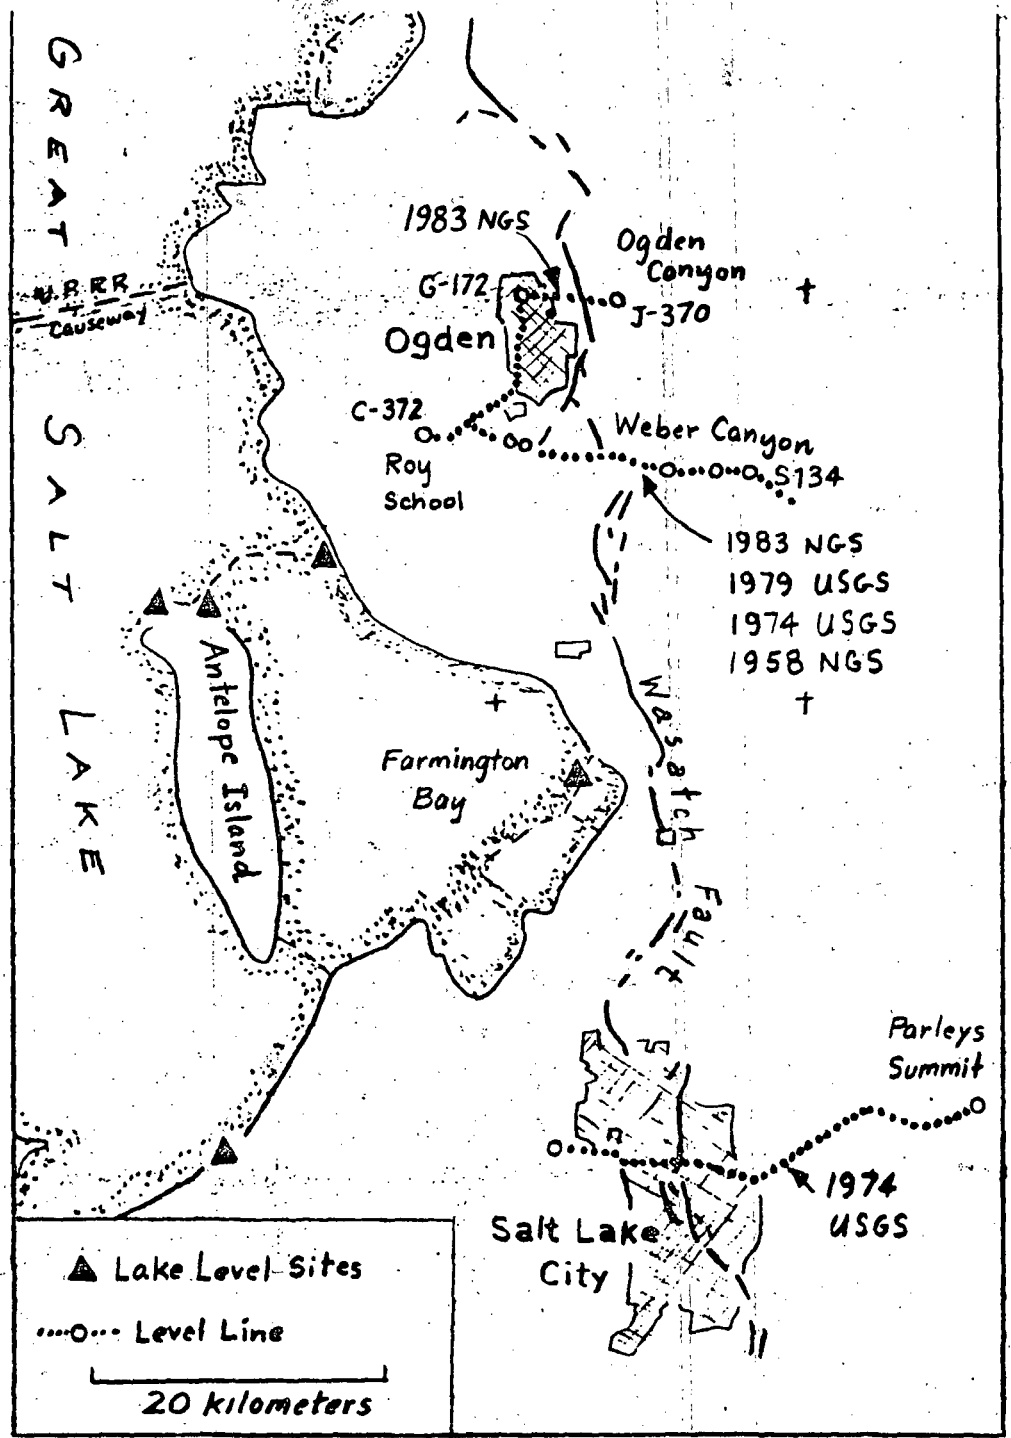 GREAT SALT LAKE
1983 NGS
Ogden
Canyon
G-172
J-370
U.P. RR
Causeway
Ogden
C-372
Weber Canyon
Roy
School
S134
1983 NGS
1979 USGS
1974 USGS
1958 NGS
Antelope Island
Wasatch Fault
Farmington
Bay
Parleys
Summit
1974
USGS
Salt Lake
City
Lake Level Sites
Level Line
20 kilometers